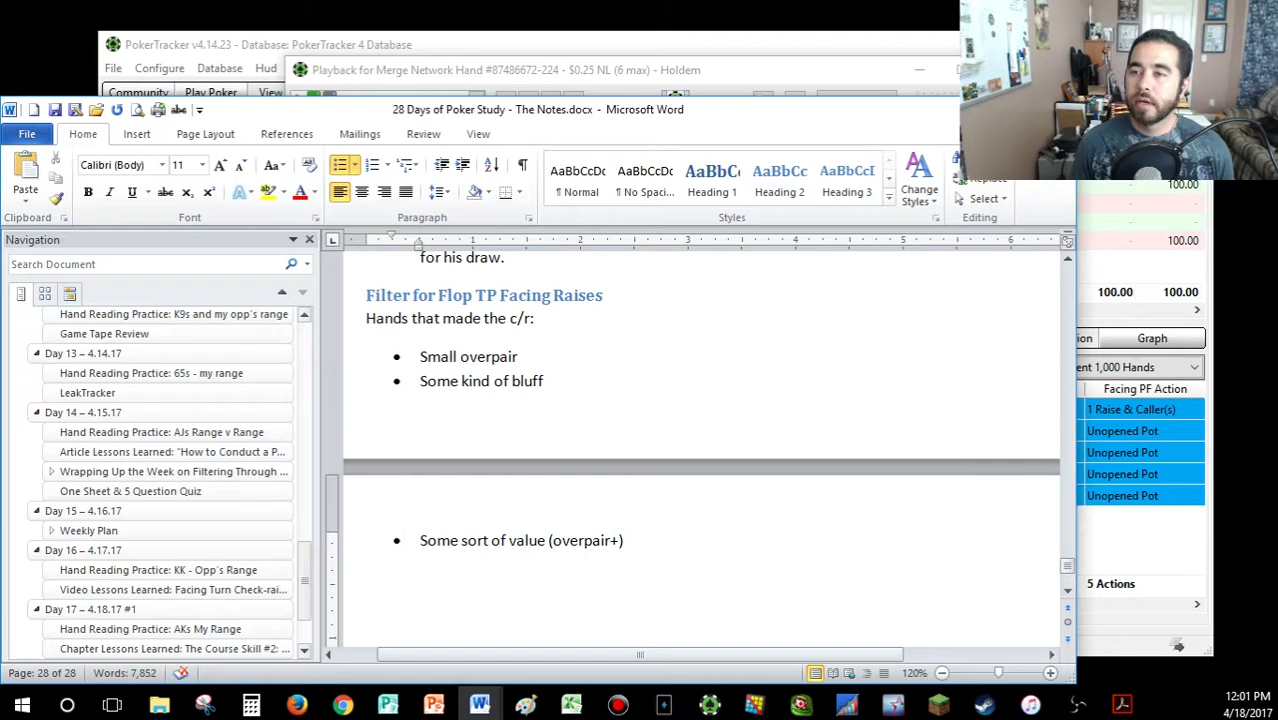 PokerTracker v4.14.23 - Database: PokerTracker 4 Database
File Configure Database Hud
Playback for Merge Network Hand #87486672-224 - $0.25 NL (6 max) - Holdem
Community Play Poker View
28 Days of Poker Study - The Notes.docx - Microsoft Word
File Home Insert Page Layout References Mailings Review View
Paste
Clipboard
Calibri (Body) 11
Font
Paragraph
AaBbCcDc AaBbCcDc AaBbCc AaBbCc AaBbCcI
¶ Normal ¶ No Spaci... Heading 1 Heading 2 Heading 3
Change Styles
Styles
Replace
Select
Editing
Navigation
Search Document
Hand Reading Practice: K9s and my opp's range
Game Tape Review
Day 13 – 4.14.17
Hand Reading Practice: 65s - my range
LeakTracker
Day 14 – 4.15.17
Hand Reading Practice: AJs Range v Range
Article Lessons Learned: "How to Conduct a P...
Wrapping Up the Week on Filtering Through ...
One Sheet & 5 Question Quiz
Day 15 – 4.16.17
Weekly Plan
Day 16 – 4.17.17
Hand Reading Practice: KK - Opp's Range
Video Lessons Learned: Facing Turn Check-rai...
Day 17 – 4.18.17 #1
Hand Reading Practice: AKs My Range
Chapter Lessons Learned: The Course Skill #2: ...
1 2 3 4 5 6
for his draw.
Filter for Flop TP Facing Raises
Hands that made the c/r:
• Small overpair
• Some kind of bluff
• Some sort of value (overpair+)
100.00
100.00
100.00 100.00
Graph
ent 1,000 Hands
Facing PF Action
1 Raise & Caller(s)
Unopened Pot
Unopened Pot
Unopened Pot
Unopened Pot
5 Actions
Page: 28 of 28 Words: 7,852
120%
12:01 PM
4/18/2017